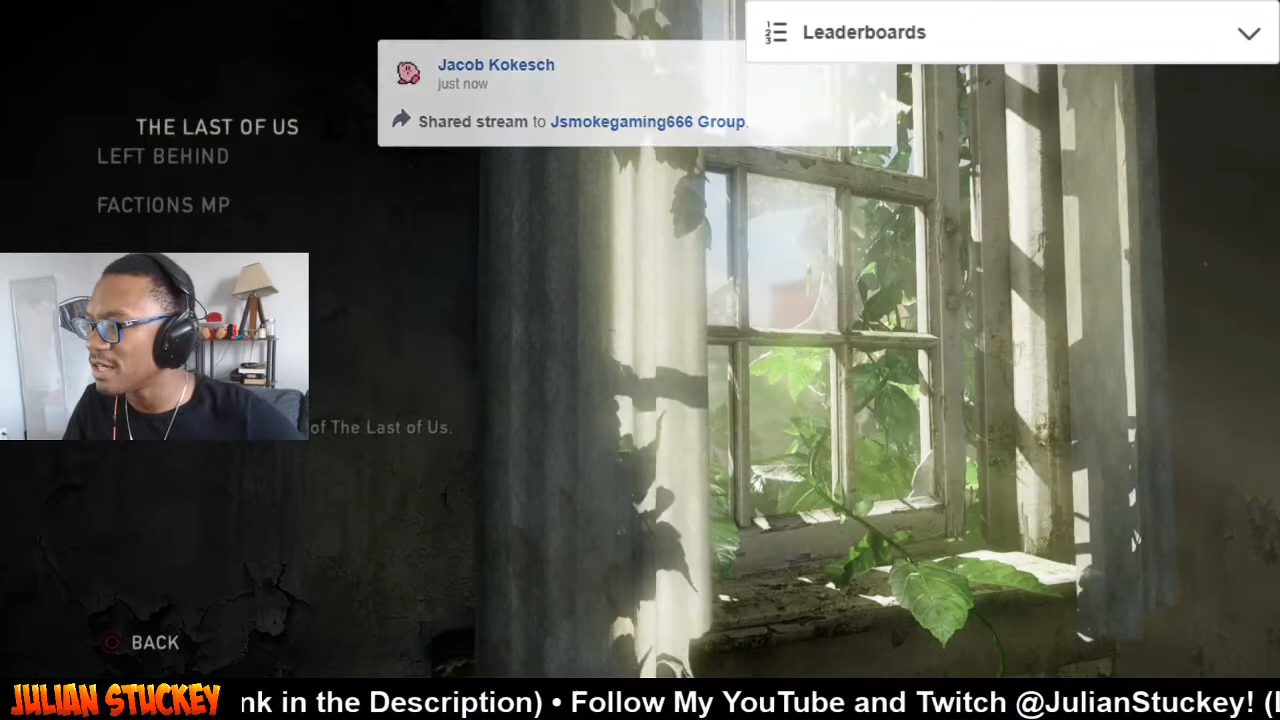 Leaderboards
Jacob Kokesch
just now
Shared stream to Jsmokegaming666 Group.
THE LAST OF US
LEFT BEHIND
FACTIONS MP
of The Last of Us.
BACK
JULIAN STUCKEY
nk in the Description) • Follow My YouTube and Twitch @JulianStuckey! (L